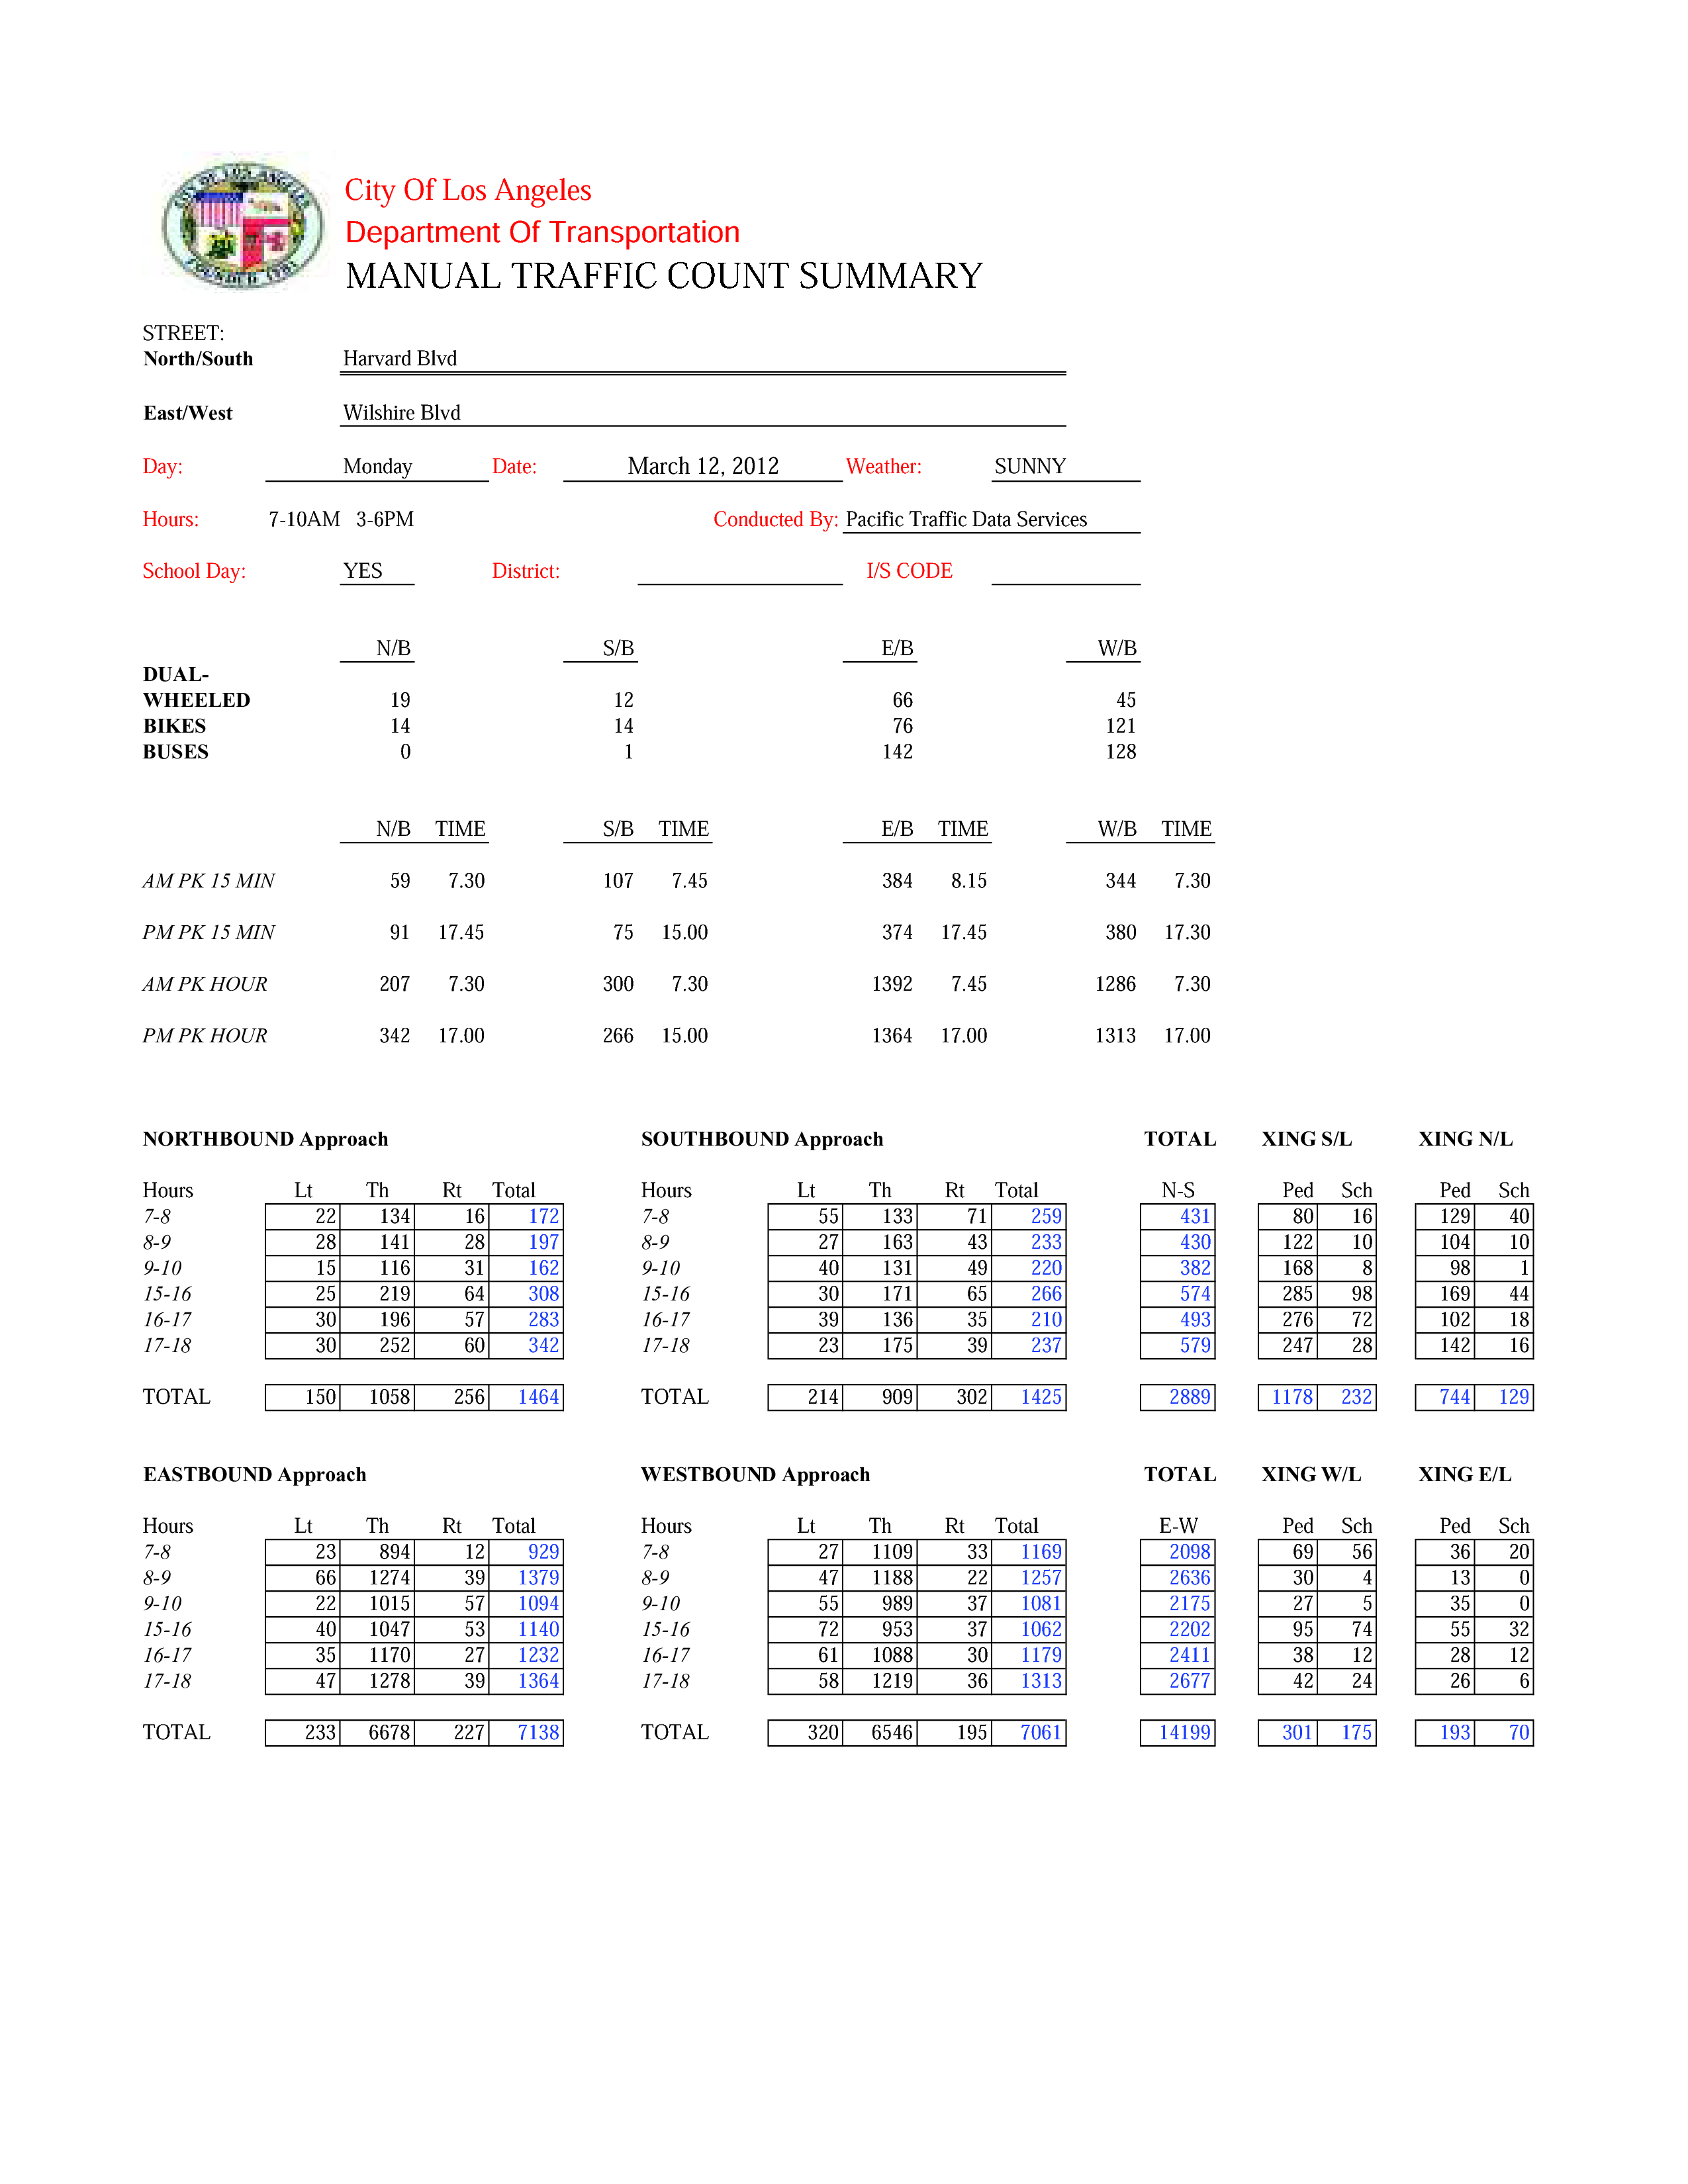 City Of Los Angeles
Department Of Transportation
MANUAL TRAFFIC COUNT SUMMARY
STREET:
North/South Harvard Blvd
East/West Wilshire Blvd
Day: Monday Date: March 12, 2012 Weather: SUNNY
Hours: 7-10AM 3-6PM Conducted By: Pacific Traffic Data Services
School Day: YES District: I/S CODE
N/B S/B E/B W/B
DUAL-
WHEELED 19 12 66 45
BIKES 14 14 76 121
BUSES 0 1 142 128
N/B TIME S/B TIME E/B TIME W/B TIME
AM PK 15 MIN 59 7.30 107 7.45 384 8.15 344 7.30
PM PK 15 MIN 91 17.45 75 15.00 374 17.45 380 17.30
AM PK HOUR 207 7.30 300 7.30 1392 7.45 1286 7.30
PM PK HOUR 342 17.00 266 15.00 1364 17.00 1313 17.00
NORTHBOUND Approach SOUTHBOUND Approach TOTAL XING S/L XING N/L
Hours Lt Th Rt Total Hours Lt Th Rt Total N-S Ped Sch Ped Sch
7-8 22 134 16 172 7-8 55 133 71 259 431 80 16 129 40
8-9 28 141 28 197 8-9 27 163 43 233 430 122 10 104 10
9-10 15 116 31 162 9-10 40 131 49 220 382 168 8 98 1
15-16 25 219 64 308 15-16 30 171 65 266 574 285 98 169 44
16-17 30 196 57 283 16-17 39 136 35 210 493 276 72 102 18
17-18 30 252 60 342 17-18 23 175 39 237 579 247 28 142 16
TOTAL 150 1058 256 1464 TOTAL 214 909 302 1425 2889 1178 232 744 129
EASTBOUND Approach WESTBOUND Approach TOTAL XING W/L XING E/L
Hours Lt Th Rt Total Hours Lt Th Rt Total E-W Ped Sch Ped Sch
7-8 23 894 12 929 7-8 27 1109 33 1169 2098 69 56 36 20
8-9 66 1274 39 1379 8-9 47 1188 22 1257 2636 30 4 13 0
9-10 22 1015 57 1094 9-10 55 989 37 1081 2175 27 5 35 0
15-16 40 1047 53 1140 15-16 72 953 37 1062 2202 95 74 55 32
16-17 35 1170 27 1232 16-17 61 1088 30 1179 2411 38 12 28 12
17-18 47 1278 39 1364 17-18 58 1219 36 1313 2677 42 24 26 6
TOTAL 233 6678 227 7138 TOTAL 320 6546 195 7061 14199 301 175 193 70